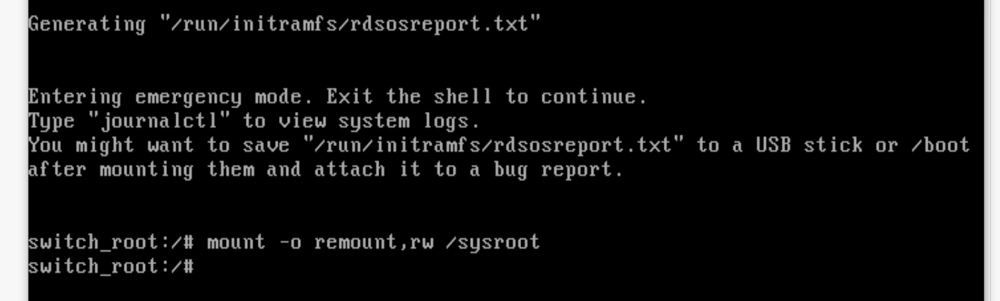 Generating "/run/initramfs/rdsosreport.txt"
Entering emergency mode. Exit the shell to continue.
Type "journalctl" to view system logs.
You might want to save "/run/initramfs/rdsosreport.txt" to a USB stick or /boot
after mounting them and attach it to a bug report.
switch_root:/# mount -o remount,rw /sysroot
switch_root:/#